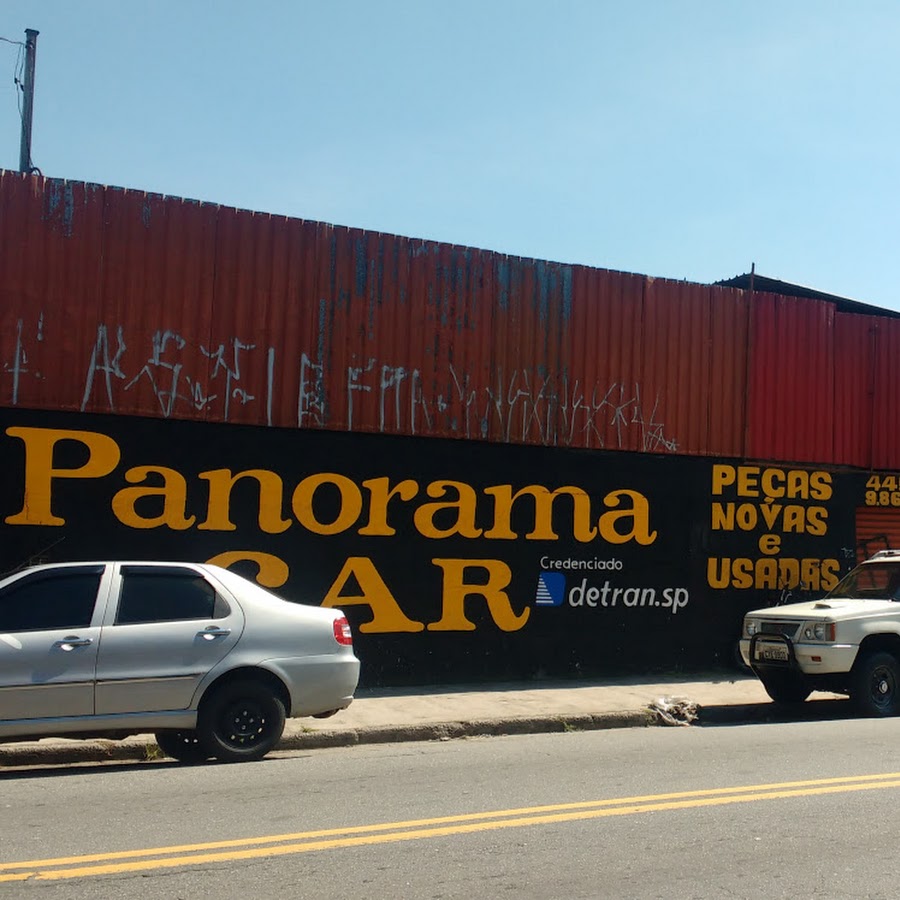 Panorama
CAR
Credenciado
detran.sp
PEÇAS
NOVAS
e
USADAS